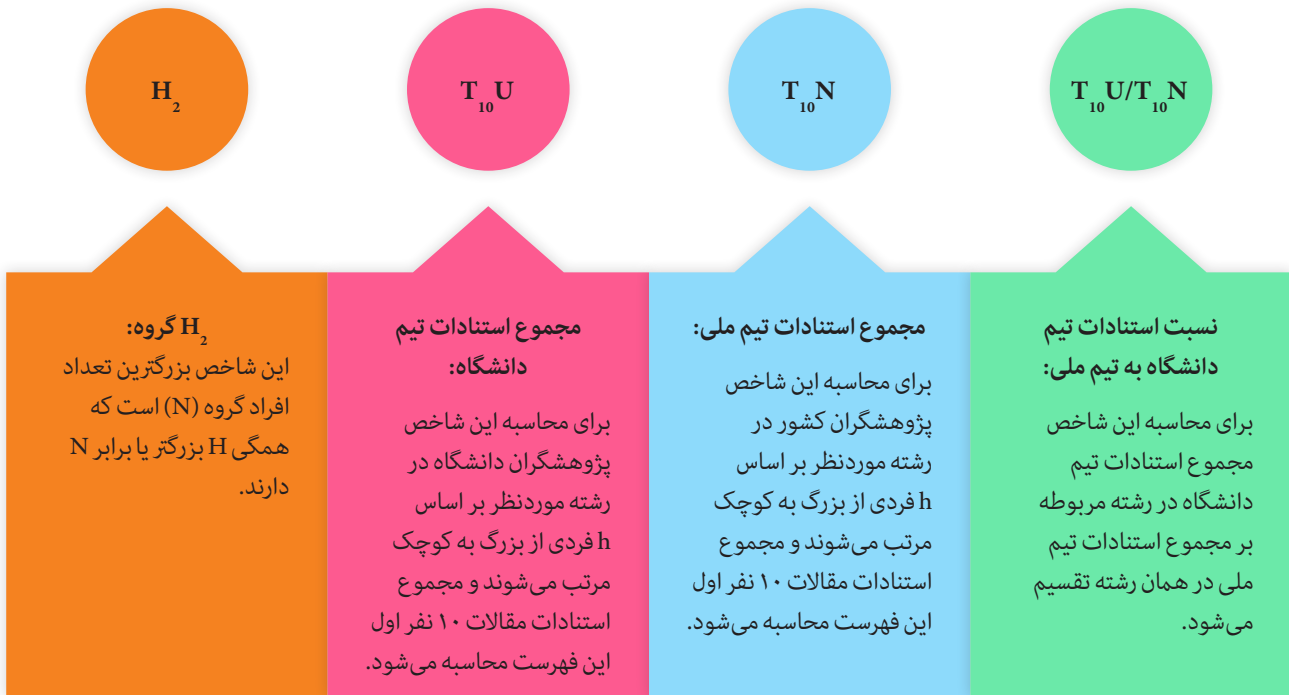 H₂
T₁₀U
T₁₀N
T₁₀U/T₁₀N
H₂ گروه:
این شاخص بزرگترین تعداد
افراد گروه (N) است که
همگی H بزرگتر یا برابر N
دارند.
مجموع استنادات تیم
دانشگاه:
برای محاسبه این شاخص
پژوهشگران دانشگاه در
رشته موردنظر بر اساس
h فردی از بزرگ به کوچک
مرتب می‌شوند و مجموع
استنادات مقالات ۱۰ نفر اول
این فهرست محاسبه می‌شود.
مجموع استنادات تیم ملی:
برای محاسبه این شاخص
پژوهشگران کشور در
رشته موردنظر بر اساس
h فردی از بزرگ به کوچک
مرتب می‌شوند و مجموع
استنادات مقالات ۱۰ نفر اول
این فهرست محاسبه می‌شود.
نسبت استنادات تیم
دانشگاه به تیم ملی:
برای محاسبه این شاخص
مجموع استنادات تیم
دانشگاه در رشته مربوطه
بر مجموع استنادات تیم
ملی در همان رشته تقسیم
می‌شود.